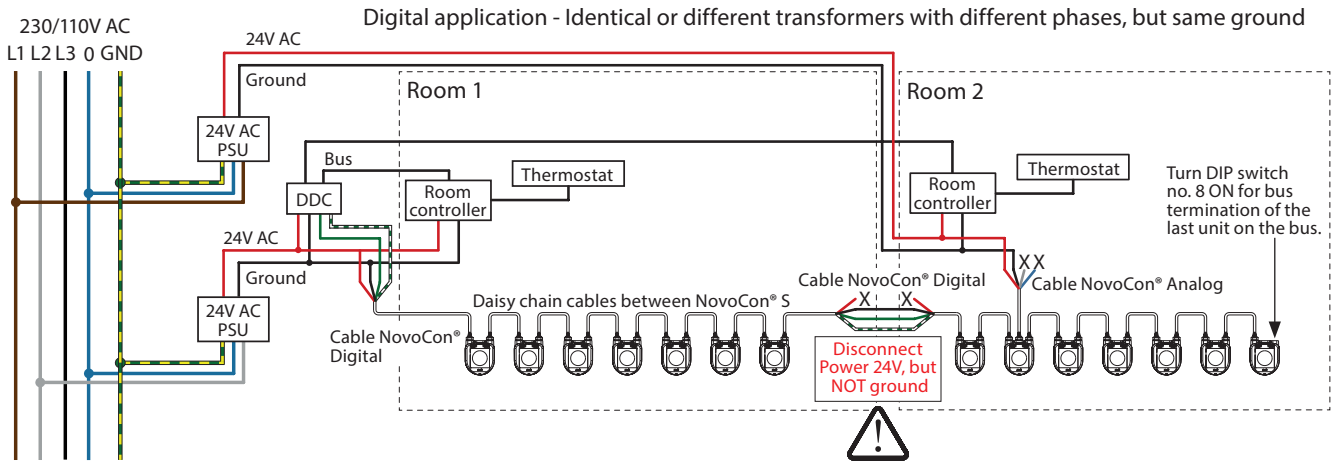 Digital application - Identical or different transformers with different phases, but same ground
230/110V AC
L1 L2 L3 0 GND
24V AC
Ground
24V AC
PSU
Room 1
Room 2
Bus
DDC
Room
controller
Thermostat
Room
controller
Thermostat
Turn DIP switch
no. 8 ON for bus
termination of the
last unit on the bus.
24V AC
Ground
24V AC
PSU
Cable NovoCon®
Digital
Daisy chain cables between NovoCon® S
Cable NovoCon® Digital
X X
X X
Cable NovoCon® Analog
Disconnect
Power 24V, but
NOT ground
!